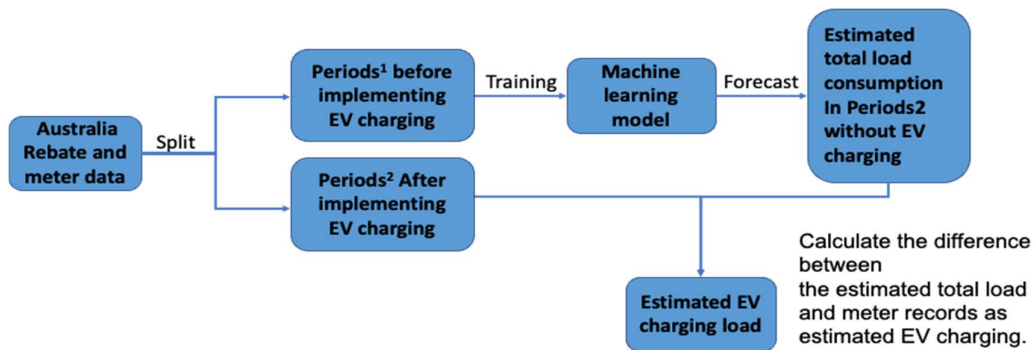 Australia
Rebate and
meter data
Split
Periods¹ before
implementing
EV charging
Training
Machine
learning
model
Forecast
Estimated
total load
consumption
In Periods2
without EV
charging
Periods² After
implementing
EV charging
Estimated EV
charging load
Calculate the difference
between
the estimated total load
and meter records as
estimated EV charging.